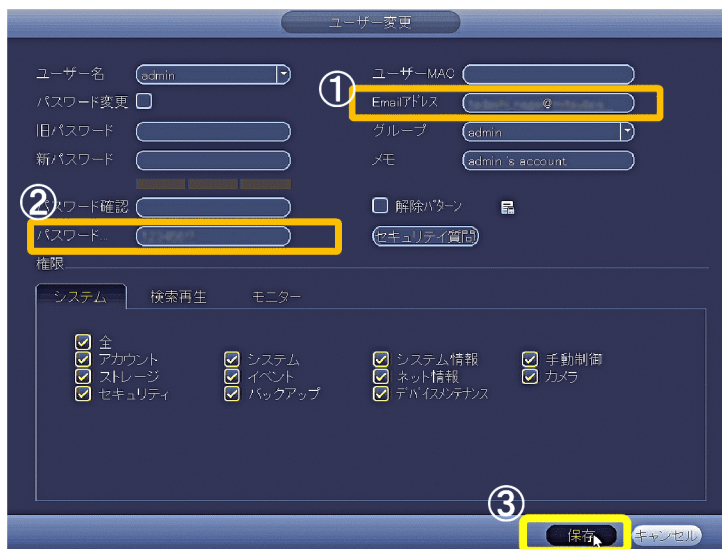 ユーザー変更
ユーザー名 admin ユーザーMAC
① パスワード変更 Emailアドレス @
旧パスワード グループ admin
新パスワード メモ admin 's account
② パスワード確認 解除パターン
パスワード... セキュリティ質問
権限
システム 検索再生 モニター
全
アカウント システム システム情報 手動制御
ストレージ イベント ネット情報 カメラ
セキュリティ バックアップ デバイスメンテナンス
③
保存 キャンセル